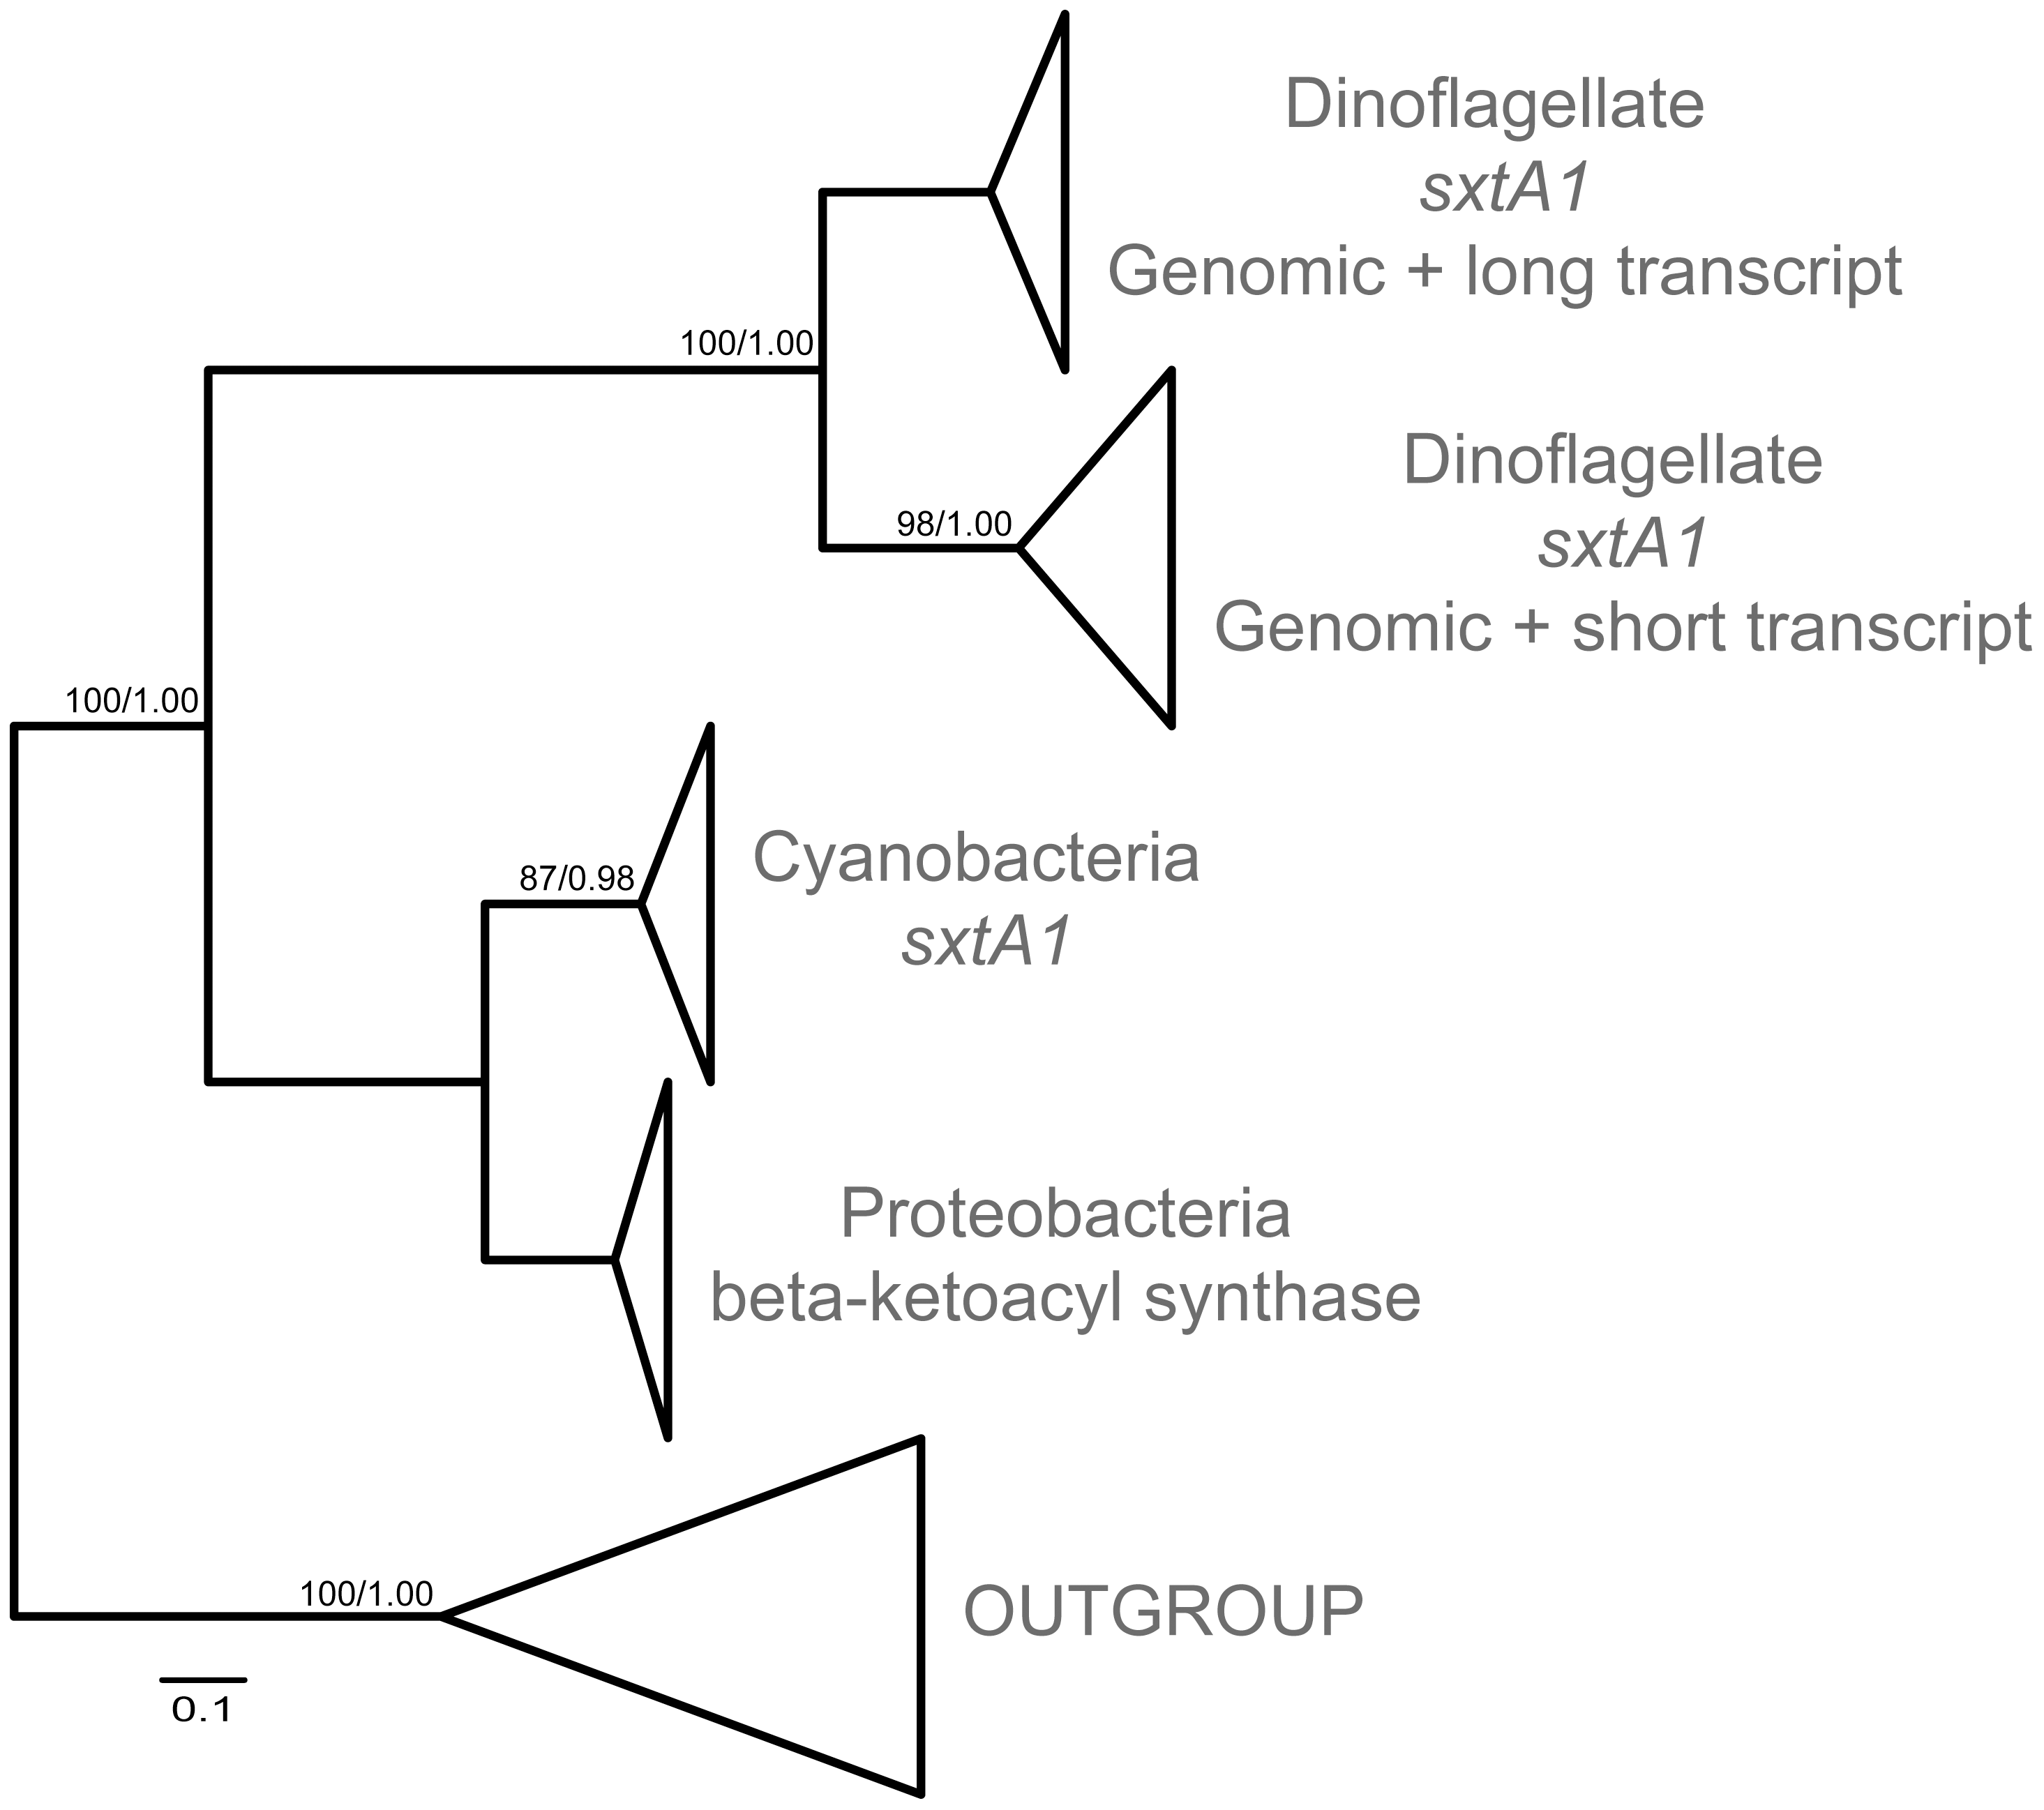 Dinoflagellate
sxtA1
Genomic + long transcript
100/1.00
Dinoflagellate
sxtA1
98/1.00
Genomic + short transcript
100/1.00
Cyanobacteria
87/0.98
sxtA1
Proteobacteria
beta-ketoacyl synthase
100/1.00
OUTGROUP
0.1